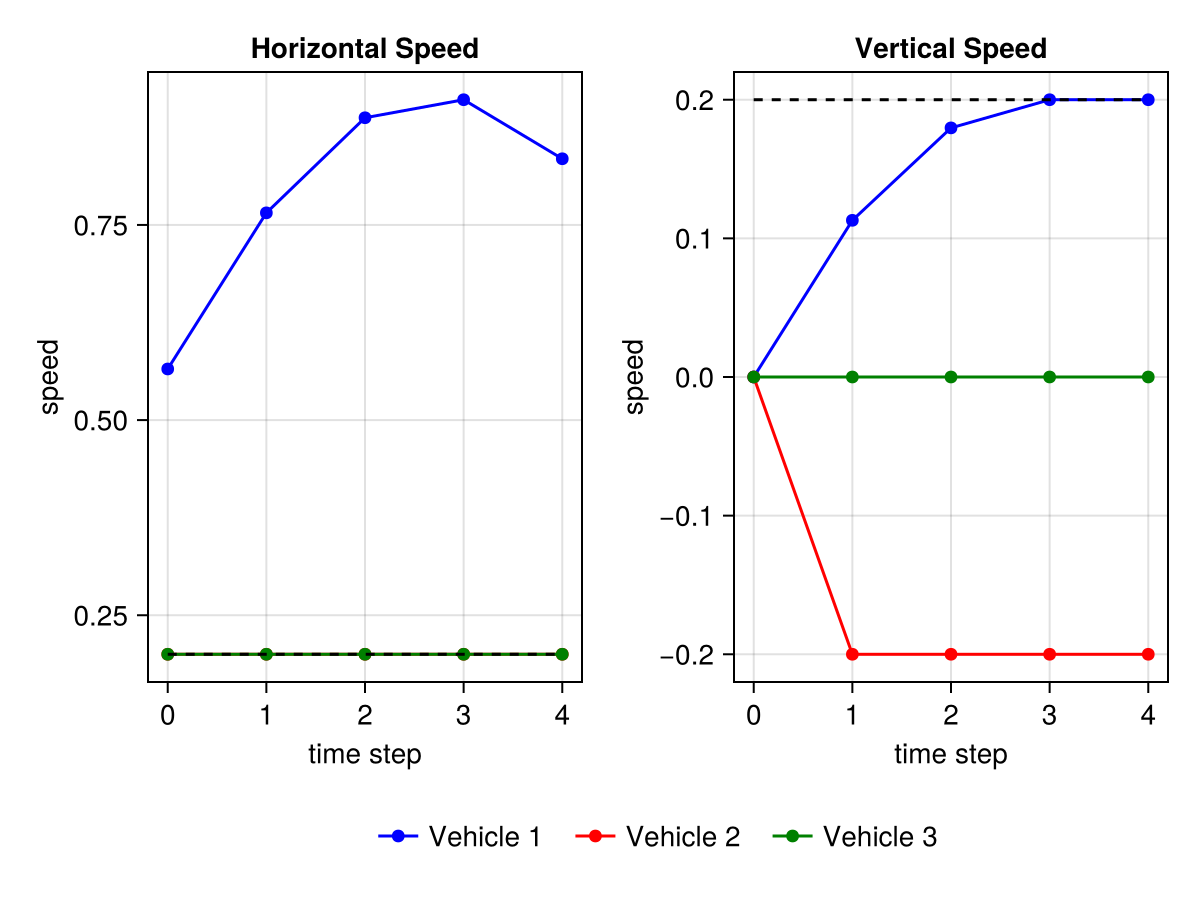 Horizontal Speed
Vertical Speed
speed
0.75
0.50
0.25
0 1 2 3 4
time step
speed
0.2
0.1
0.0
−0.1
−0.2
0 1 2 3 4
time step
Vehicle 1 Vehicle 2 Vehicle 3